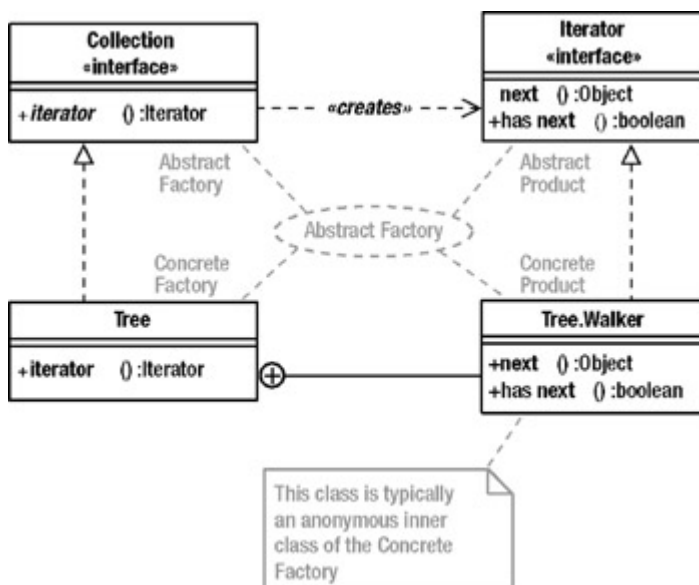 Collection
«interface»
+iterator () :Iterator
«creates»
Iterator
«interface»
next () :Object
+has next () :boolean
Abstract
Factory
Abstract
Product
Abstract Factory
Concrete
Factory
Concrete
Product
Tree
+iterator () :Iterator
Tree.Walker
+next () :Object
+has next () :boolean
This class is typically
an anonymous inner
class of the Concrete
Factory